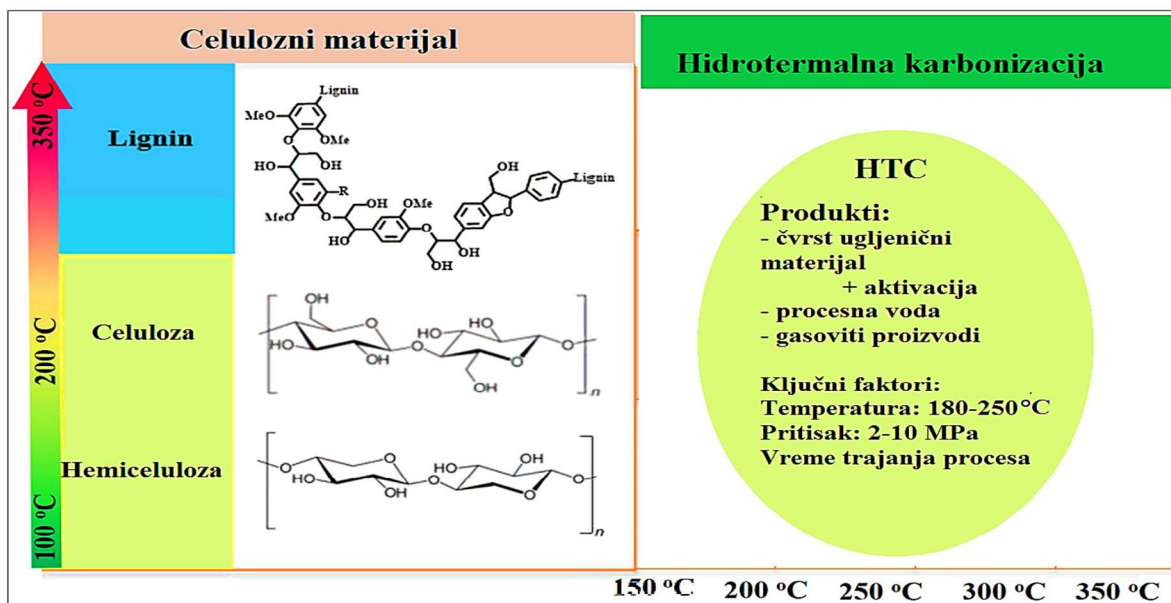 Celulozni materijal
Hidrotermalna karbonizacija
350 °C
200 °C
100 °C
Lignin
Celuloza
Hemiceluloza
Lignin
MeO
OMe
HO
OH
R
MeO
HO
OMe
OH
HO
OH
OH
OH
Lignin
OH
HO
OH
HO
OH
HO
O
O
O
O
OH
n
HO
OH
HO
OH
O
O
O
O
n
HTC
Produkti:
- čvrst ugljenični
materijal
+ aktivacija
- procesna voda
- gasoviti proizvodi
Ključni faktori:
Temperatura: 180-250°C
Pritisak: 2-10 MPa
Vreme trajanja procesa
150 °C 200 °C 250 °C 300 °C 350 °C